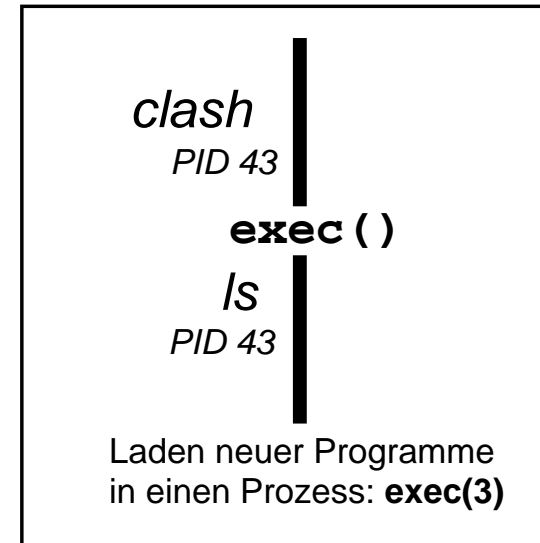 clash
PID 43
exec()
ls
PID 43
Laden neuer Programme
in einen Prozess: exec(3)